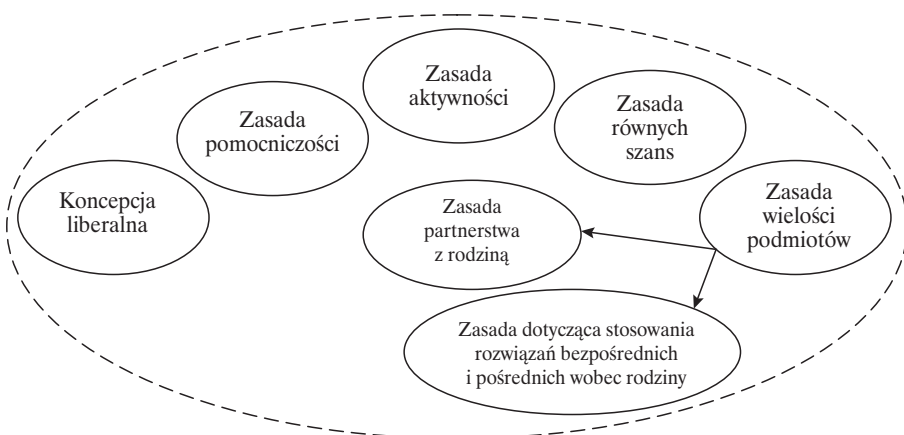 Zasada
aktywności
Zasada
pomocniczości
Zasada
równych
szans
Koncepcja
liberalna
Zasada
partnerstwa
z rodziną
Zasada
wielości
podmiotów
Zasada dotycząca stosowania
rozwiązań bezpośrednich
i pośrednich wobec rodziny